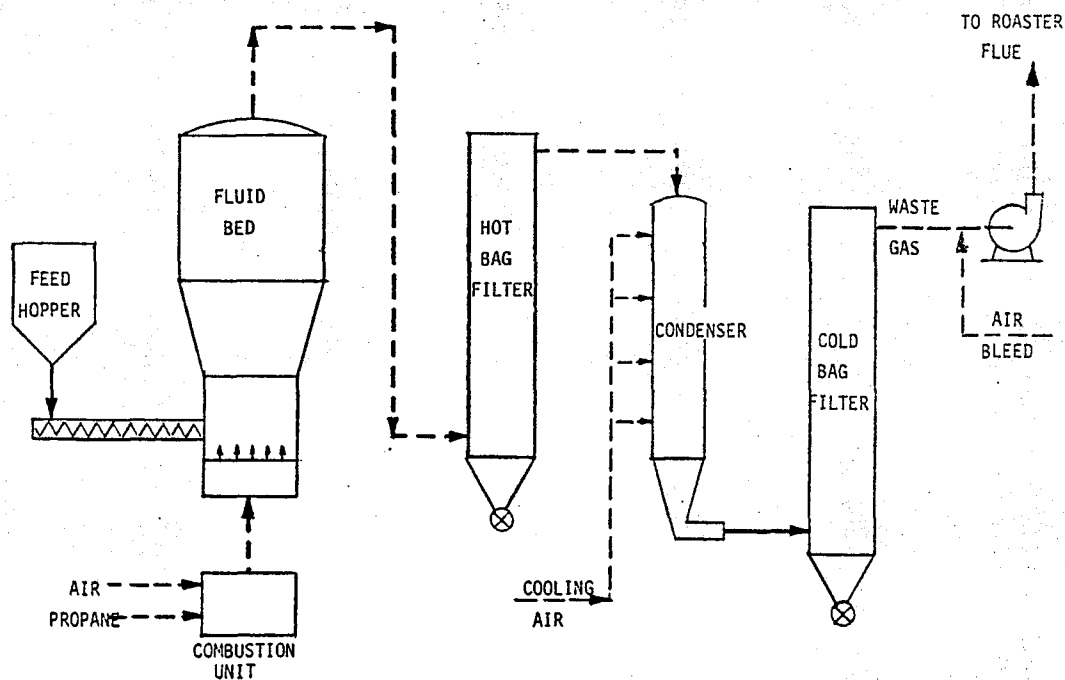 TO ROASTER
FLUE
FLUID
BED
FEED
HOPPER
HOT
BAG
FILTER
WASTE
GAS
CONDENSER
AIR
BLEED
COLD
BAG
FILTER
AIR
PROPANE
COMBUSTION
UNIT
COOLING
AIR